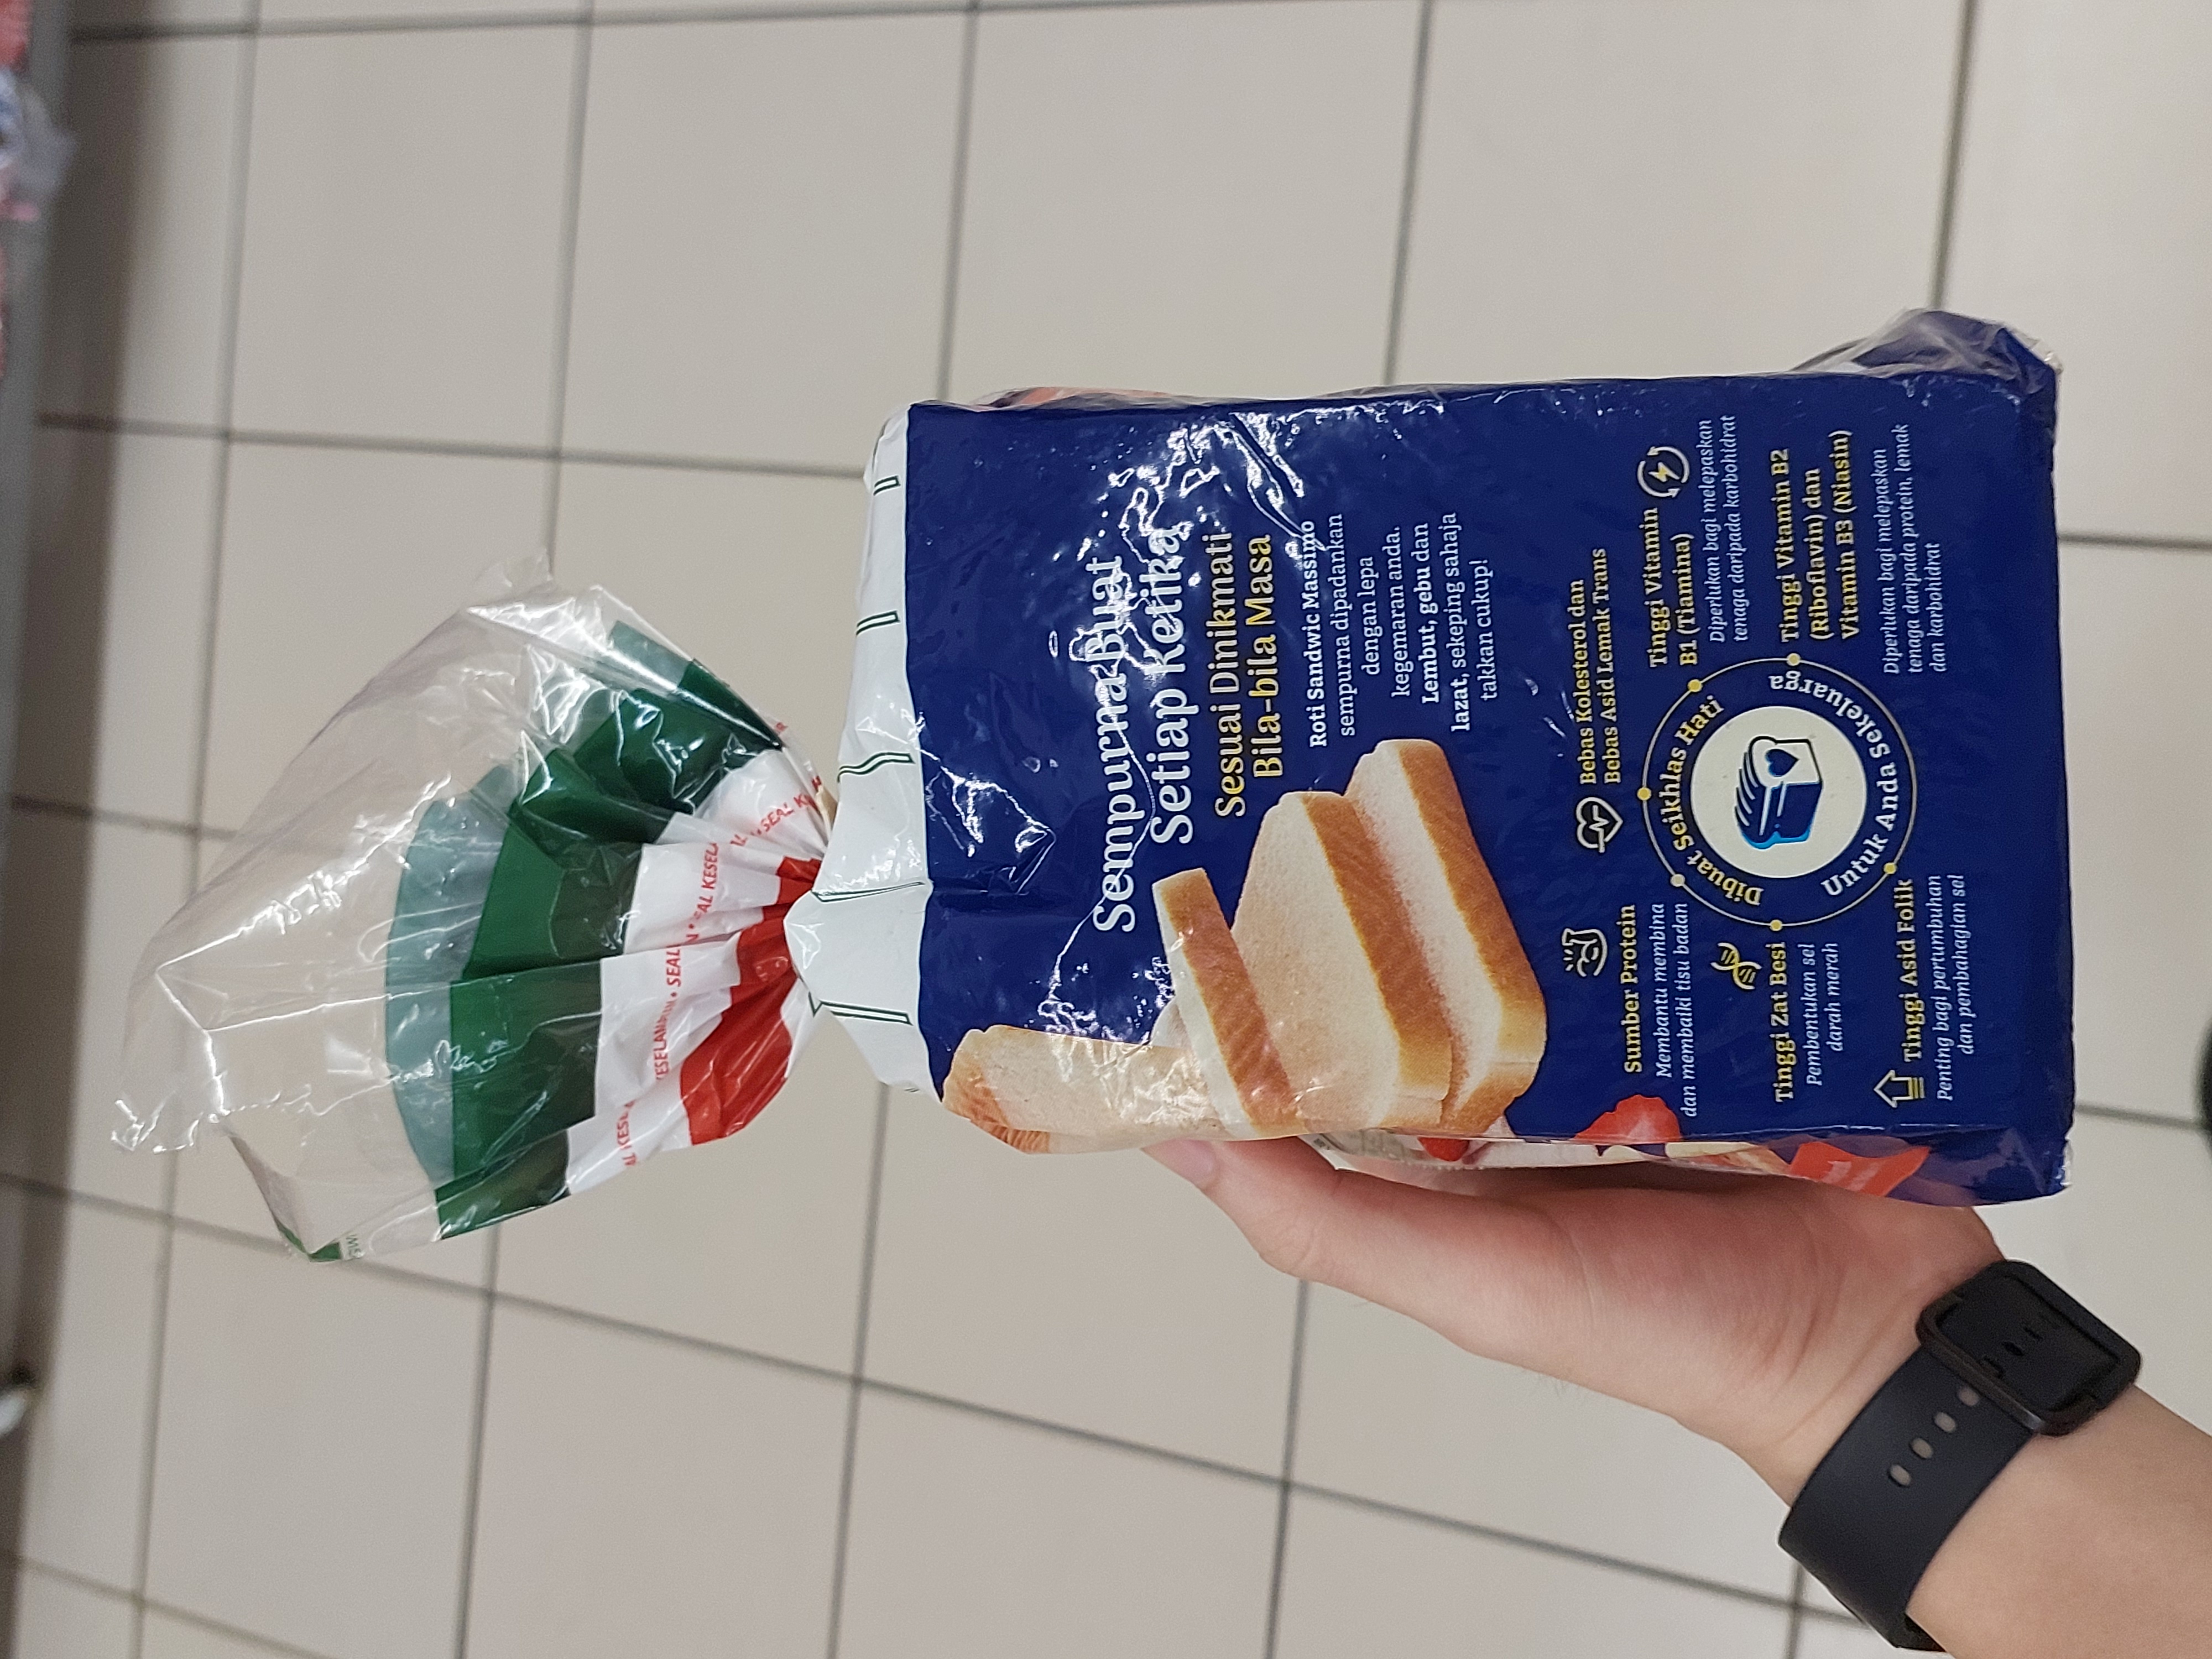 SEAL KESELAMATAN • SEAL KESELAMATAN
Sempurna Buat
Setiap Ketika
Sesuai Dinikmati
Bila-bila Masa
Roti Sandwic Massimo
sempurna dipadankan
dengan lepa
kegemaran anda.
Lembut, gebu dan
lazat, sekeping sahaja
takkan cukup!
Sumber Protein
Membantu membina
dan membaiki tisu badan
Bebas Kolesterol dan
Bebas Asid Lemak Trans
Tinggi Vitamin
B1 (Tiamina)
Diperlukan bagi melepaskan
tenaga daripada karbohidrat
Dibuat Seikhlas Hati
Untuk Anda Sekeluarga
Tinggi Zat Besi
Pembentukan sel
darah merah
Tinggi Vitamin B2
(Riboflavin) dan
Vitamin B3 (Niasin)
Diperlukan bagi melepaskan
tenaga daripada protein, lemak
dan karbohidrat
Tinggi Asid Folik
Penting bagi pertumbuhan
dan pembahagian sel